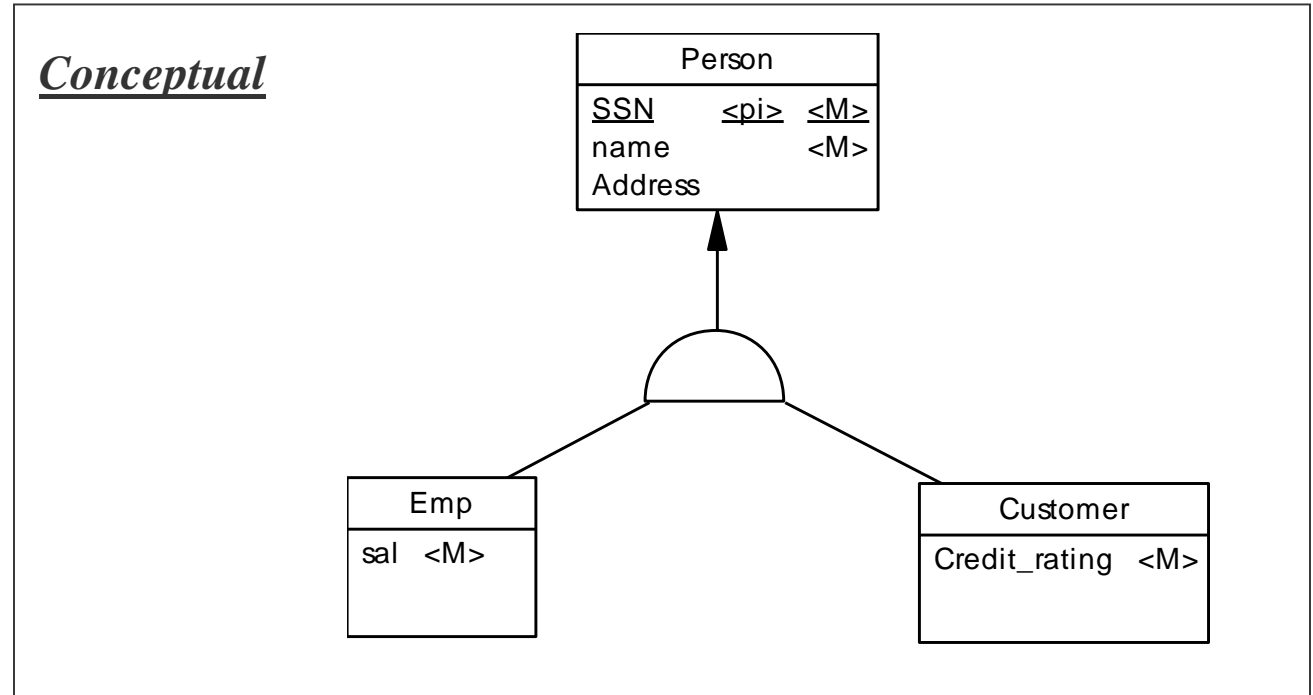 Conceptual
Person
SSN <pi> <M>
name <M>
Address
Emp
sal <M>
Customer
Credit_rating <M>